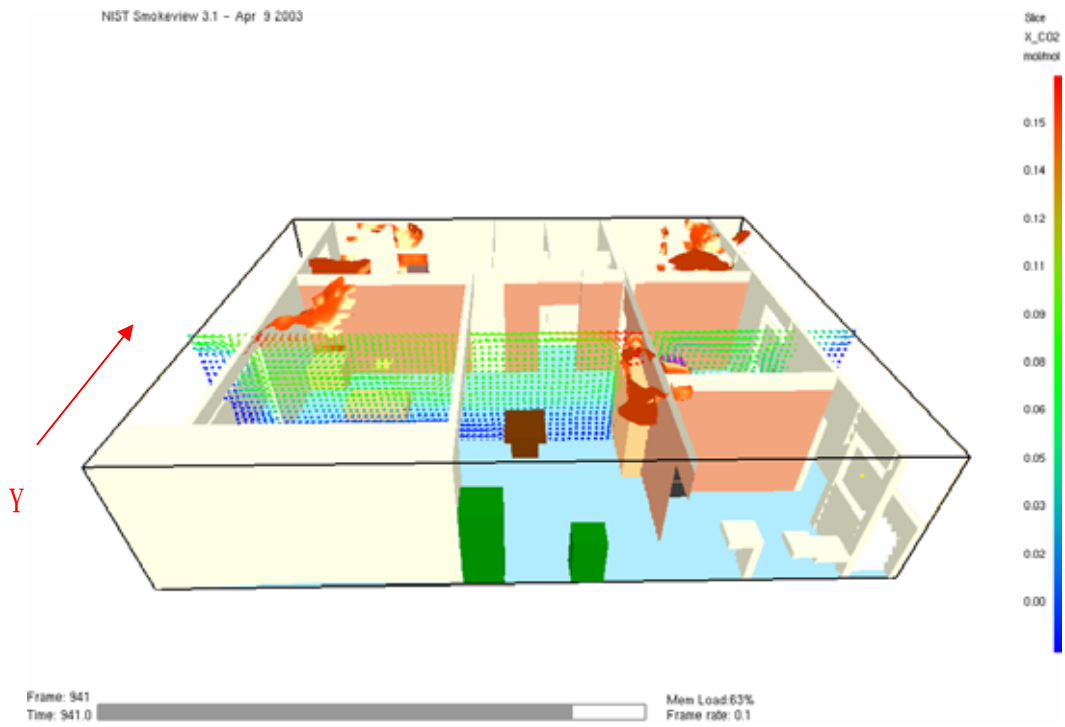 NIST Smokeview 3.1 - Apr 9 2003
Slice
X_CO2
mol/mol
0.15
0.14
0.12
0.11
0.09
0.08
0.06
0.05
0.03
0.02
0.00
Y
Frame: 941
Time: 941.0
Mem Load:63%
Frame rate: 0.1